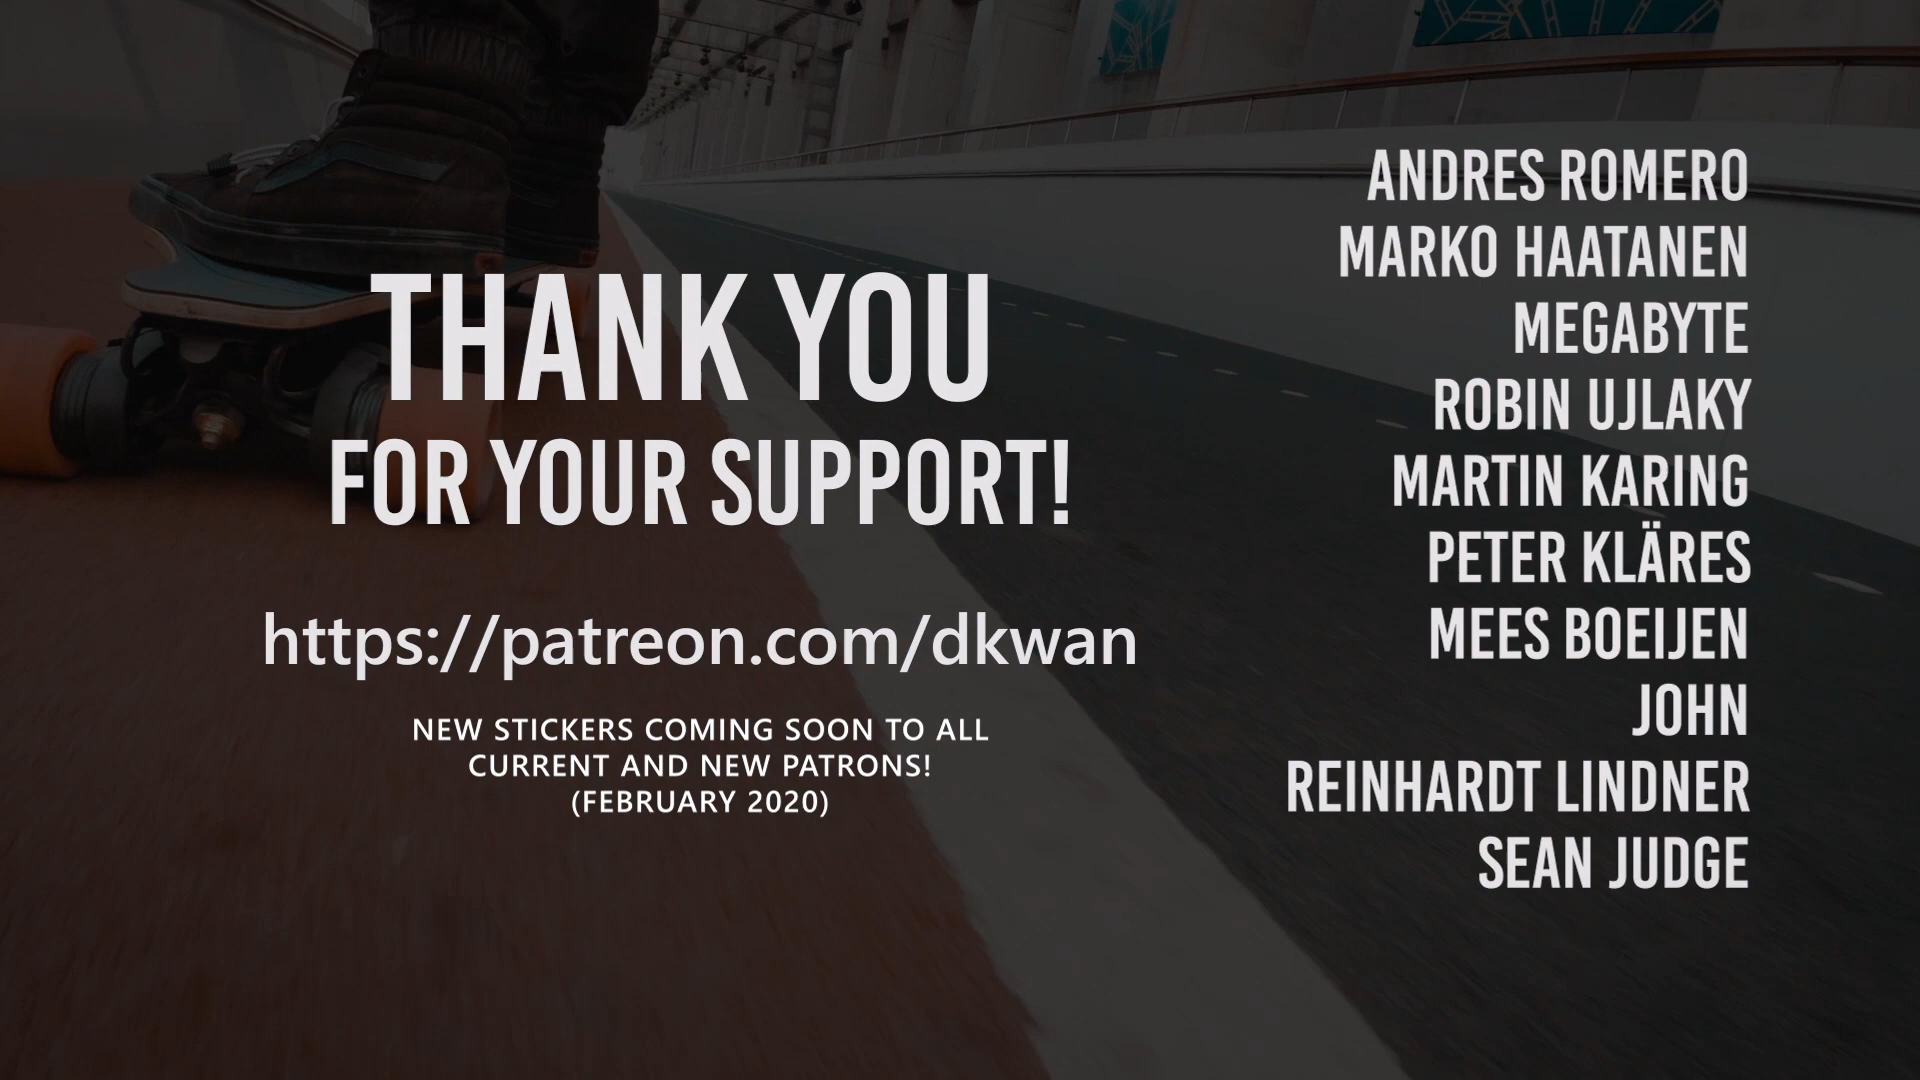 THANK YOU
FOR YOUR SUPPORT!
https://patreon.com/dkwan
NEW STICKERS COMING SOON TO ALL
CURRENT AND NEW PATRONS!
(FEBRUARY 2020)
ANDRES ROMERO
MARKO HAATANEN
MEGABYTE
ROBIN UJLAKY
MARTIN KARING
PETER KLÄRES
MEES BOEIJEN
JOHN
REINHARDT LINDNER
SEAN JUDGE